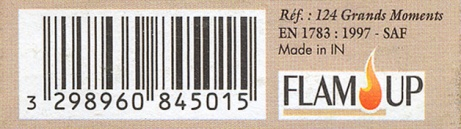 3 298960 845015
Réf. : 124 Grands Moments
EN 1783 : 1997 - SAF
Made in IN
FLAM UP